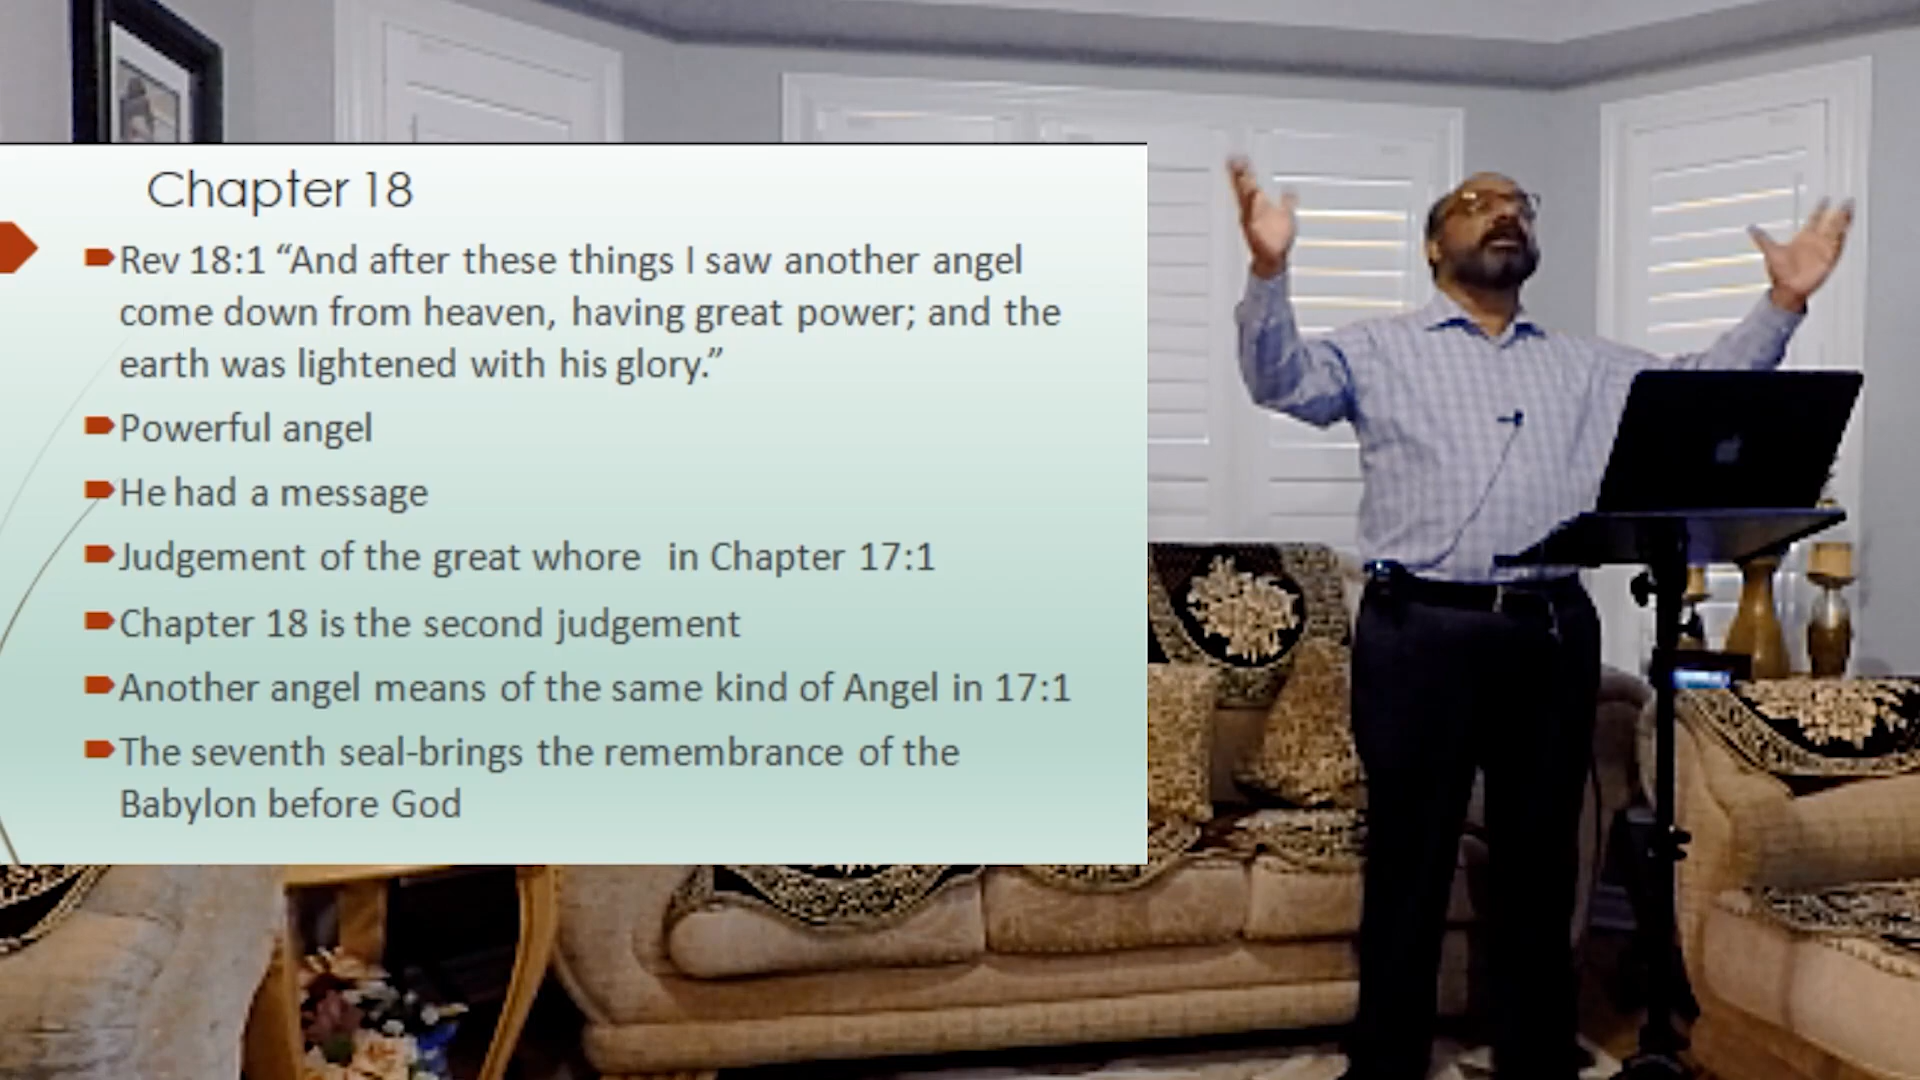 Chapter 18
Rev 18:1 “And after these things I saw another angel
come down from heaven, having great power; and the
earth was lightened with his glory.”
Powerful angel
He had a message
Judgement of the great whore in Chapter 17:1
Chapter 18 is the second judgement
Another angel means of the same kind of Angel in 17:1
The seventh seal-brings the remembrance of the
Babylon before God